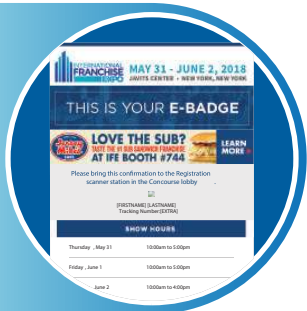 INTERNATIONAL
FRANCHISE
EXPO
MAY 31 - JUNE 2, 2018
JAVITS CENTER • NEW YORK, NEW YORK
THIS IS YOUR E-BADGE
Jersey
Mike's
SUBS
LOVE THE SUB?
TASTE THE #1 SUB SANDWICH FRANCHISE
AT IFE BOOTH #744
LEARN
MORE
Please bring this confirmation to the Registration
scanner station in the Concourse lobby .
[FIRSTNAME] [LASTNAME]
Tracking Number:[EXTRA]
SHOW HOURS
Thursday , May 31 10:00am to 5:00pm
Friday , June 1 10:00am to 5:00pm
June 2 10:00am to 4:00pm